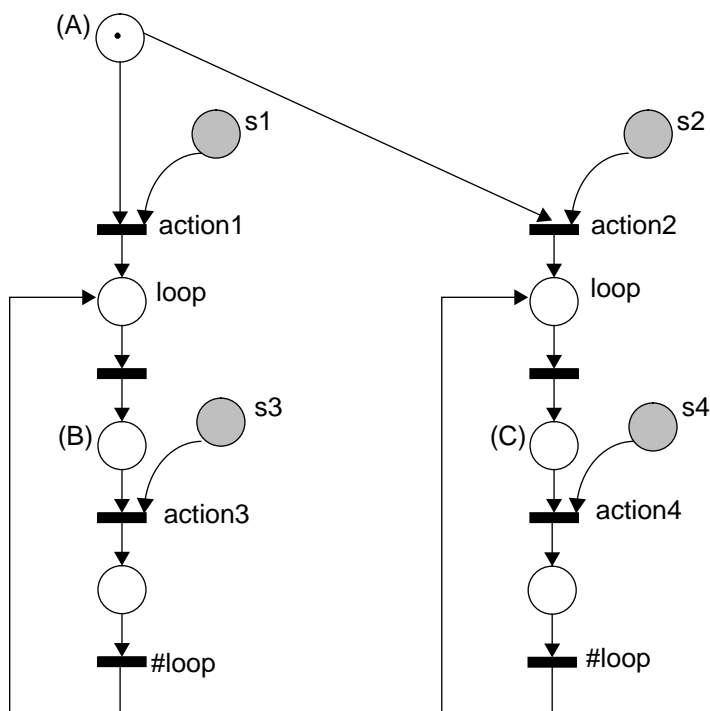 (A)
s1
s2
action1
action2
loop
loop
s3
s4
(B)
(C)
action3
action4
#loop
#loop